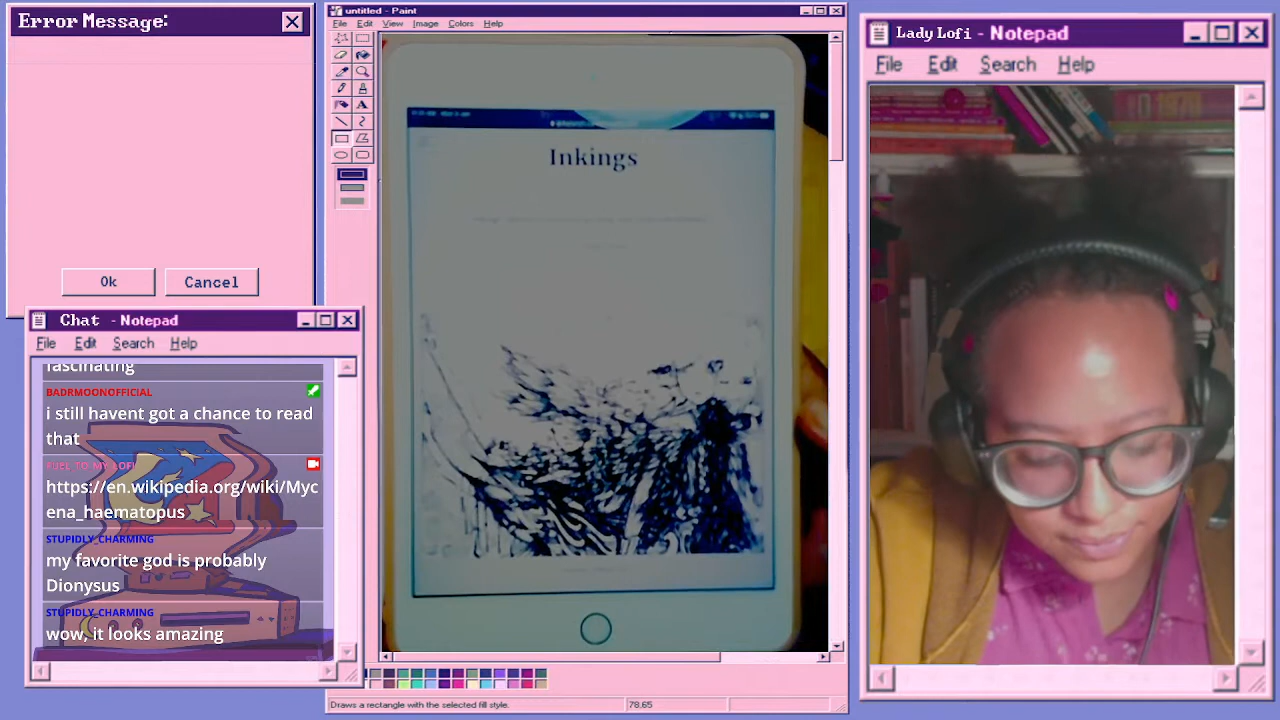 Error Message:
Ok
Cancel
Chat - Notepad
File Edit Search Help
fascinating
BADRMOONOFFICIAL
i still havent got a chance to read
that
FUEL_TO_MY_LOFI
https://en.wikipedia.org/wiki/Myc
ena_haematopus
STUPIDLY_CHARMING
my favorite god is probably
Dionysus
STUPIDLY_CHARMING
wow, it looks amazing
untitled - Paint
File Edit View Image Colors Help
A
Inkings
Draws a rectangle with the selected fill style.
78.65
Lady Lofi - Notepad
File Edit Search Help